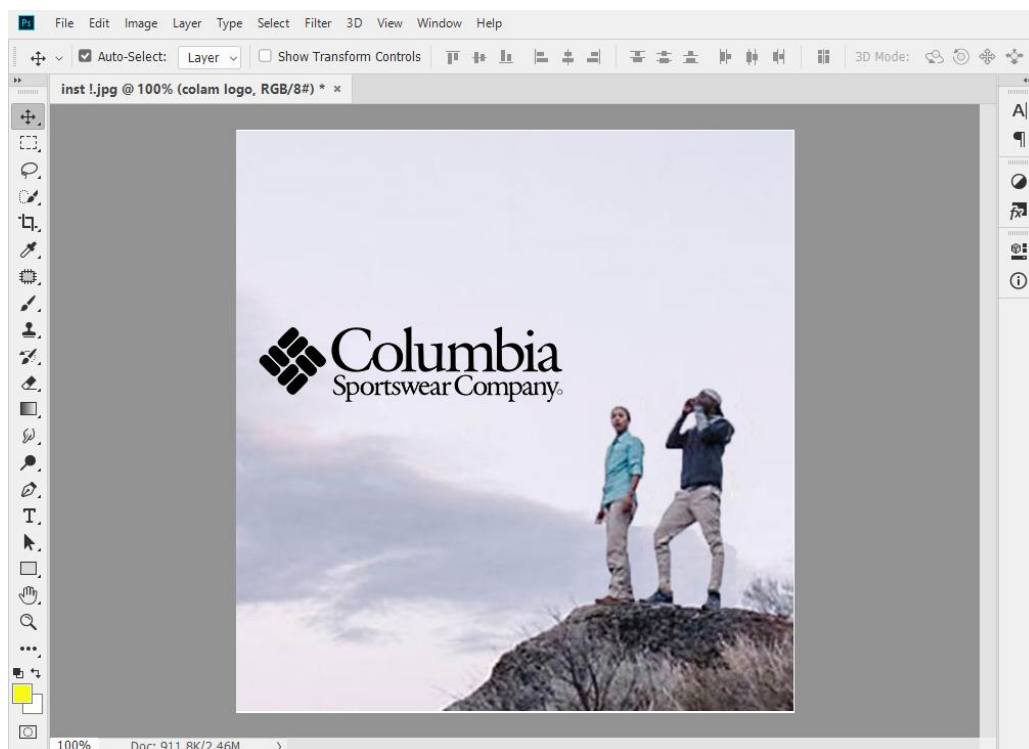 Ps File Edit Image Layer Type Select Filter 3D View Window Help
Auto-Select: Layer Show Transform Controls 3D Mode:
inst !.jpg @ 100% (colam logo, RGB/8#) * ×
Columbia
Sportswear Company
100% Doc: 911.8K/2.46M